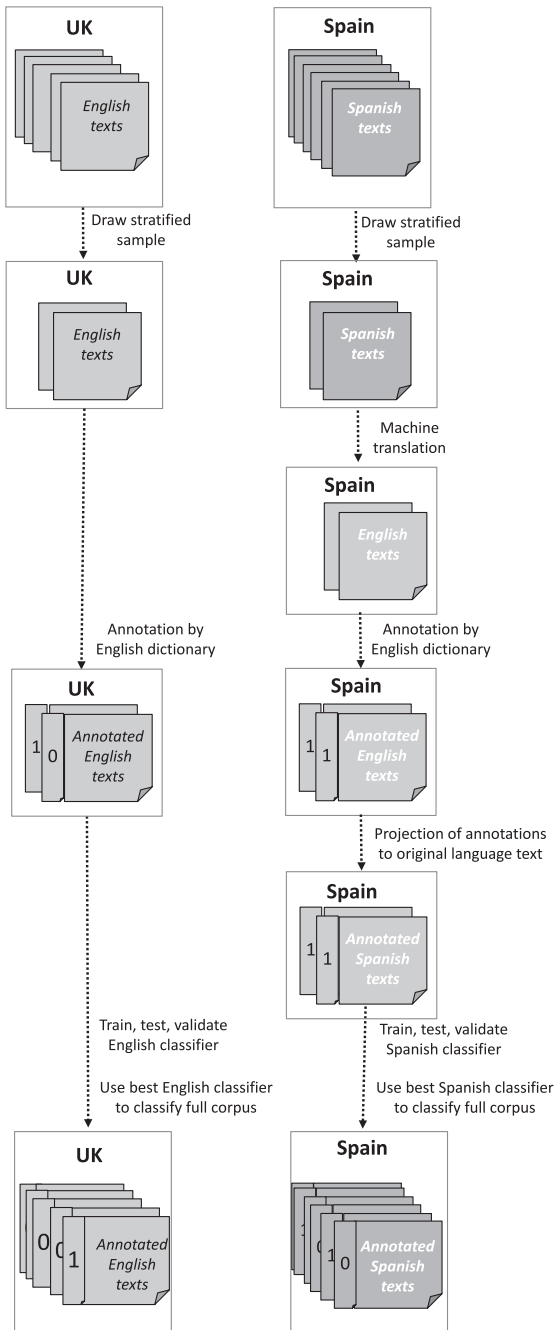 UK
English
texts
Draw stratified
sample
UK
English
texts
Annotation by
English dictionary
UK
1
0
Annotated
English
texts
Train, test, validate
English classifier
Use best English classifier
to classify full corpus
UK
0
0
1
Annotated
English
texts
Spain
Spanish
texts
Draw stratified
sample
Spain
Spanish
texts
Machine
translation
Spain
English
texts
Annotation by
English dictionary
Spain
1
1
Annotated
English
texts
Projection of annotations
to original language text
Spain
1
1
Annotated
Spanish
texts
Train, test, validate
Spanish classifier
Use best Spanish classifier
to classify full corpus
Spain
1
0
Annotated
Spanish
texts